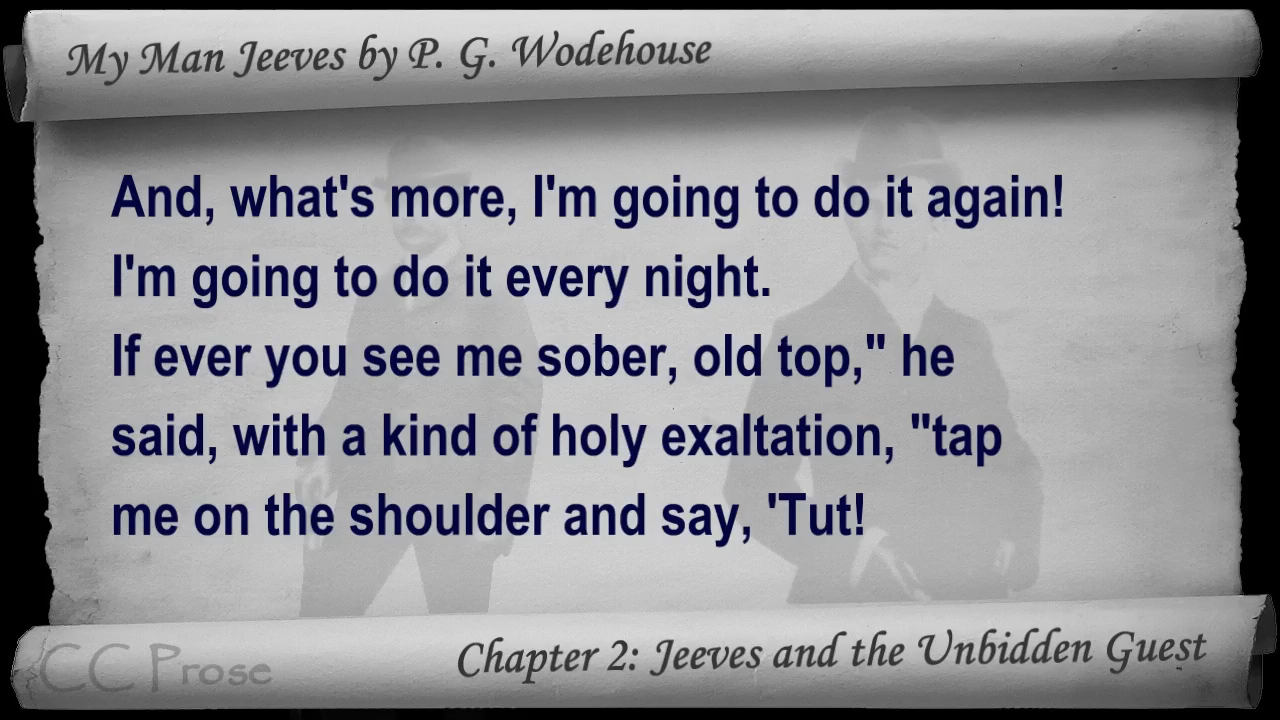 My Man Jeeves by P. G. Wodehouse
And, what's more, I'm going to do it again!
I'm going to do it every night.
If ever you see me sober, old top," he
said, with a kind of holy exaltation, "tap
me on the shoulder and say, 'Tut!
CC Prose
Chapter 2: Jeeves and the Unbidden Guest